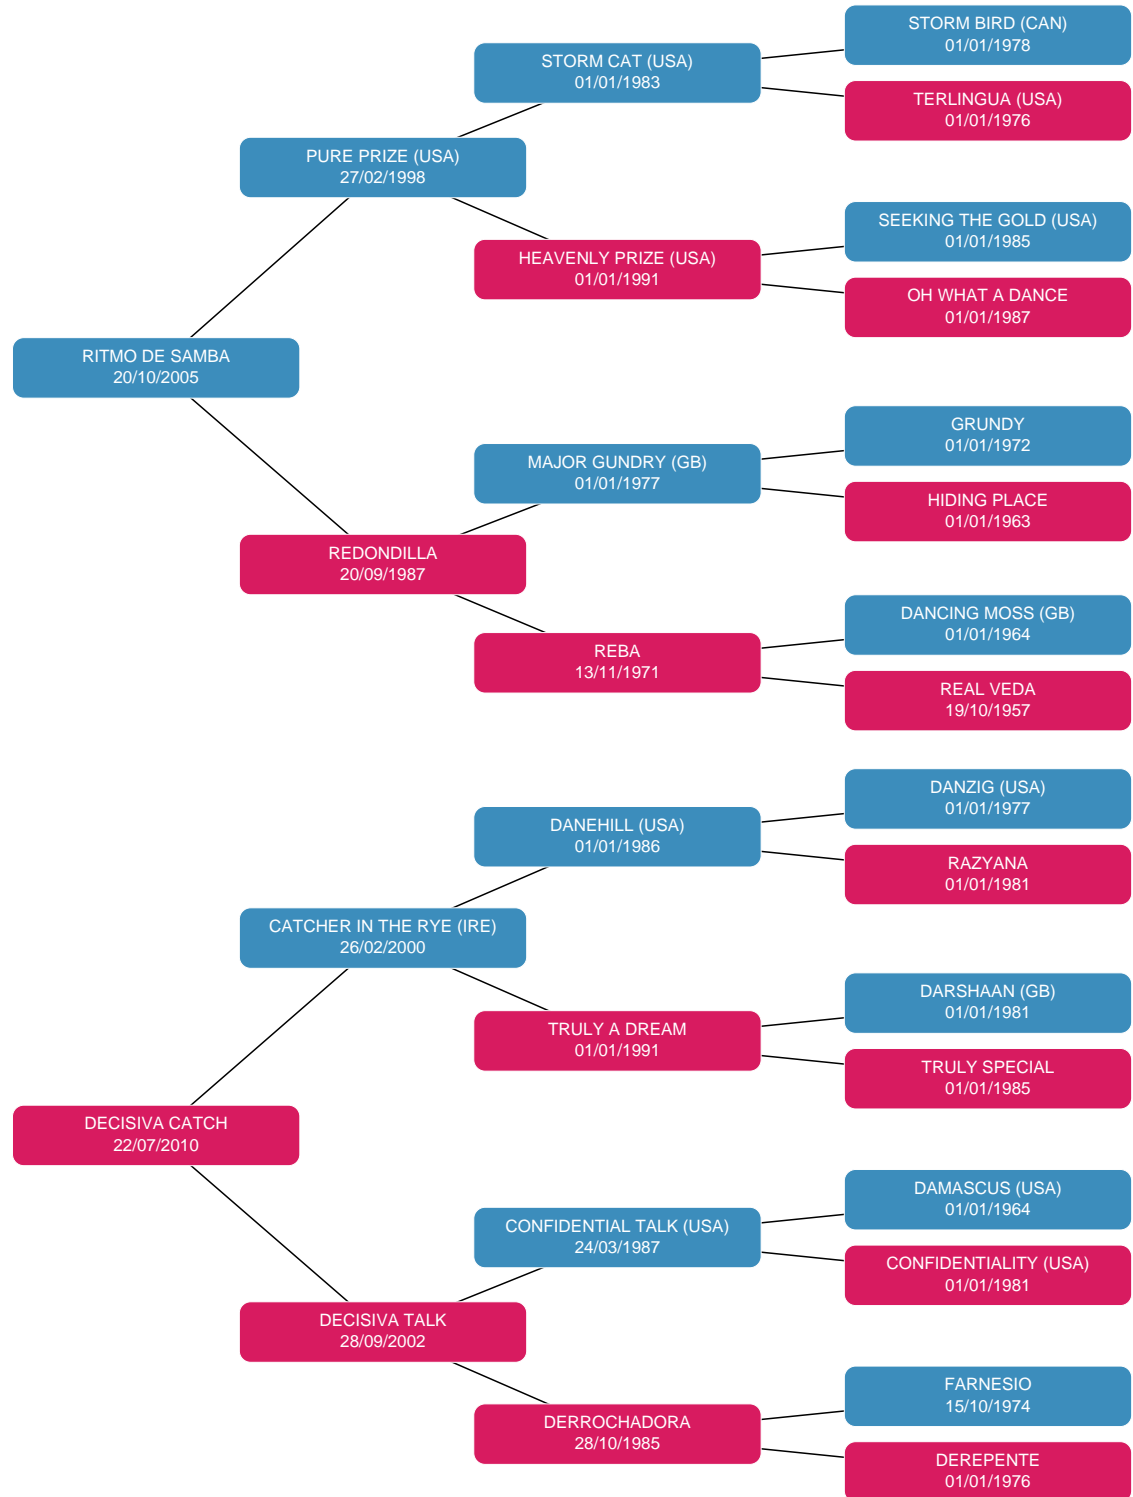 STORM BIRD (CAN)
01/01/1978
STORM CAT (USA)
01/01/1983
TERLINGUA (USA)
01/01/1976
PURE PRIZE (USA)
27/02/1998
SEEKING THE GOLD (USA)
01/01/1985
HEAVENLY PRIZE (USA)
01/01/1991
OH WHAT A DANCE
01/01/1987
RITMO DE SAMBA
20/10/2005
GRUNDY
01/01/1972
MAJOR GUNDRY (GB)
01/01/1977
HIDING PLACE
01/01/1963
REDONDILLA
20/09/1987
DANCING MOSS (GB)
01/01/1964
REBA
13/11/1971
REAL VEDA
19/10/1957
DANZIG (USA)
01/01/1977
DANEHILL (USA)
01/01/1986
RAZYANA
01/01/1981
CATCHER IN THE RYE (IRE)
26/02/2000
DARSHAAN (GB)
01/01/1981
TRULY A DREAM
01/01/1991
TRULY SPECIAL
01/01/1985
DECISIVA CATCH
22/07/2010
DAMASCUS (USA)
01/01/1964
CONFIDENTIAL TALK (USA)
24/03/1987
CONFIDENTIALITY (USA)
01/01/1981
DECISIVA TALK
28/09/2002
FARNESIO
15/10/1974
DERROCHADORA
28/10/1985
DEREPENTE
01/01/1976